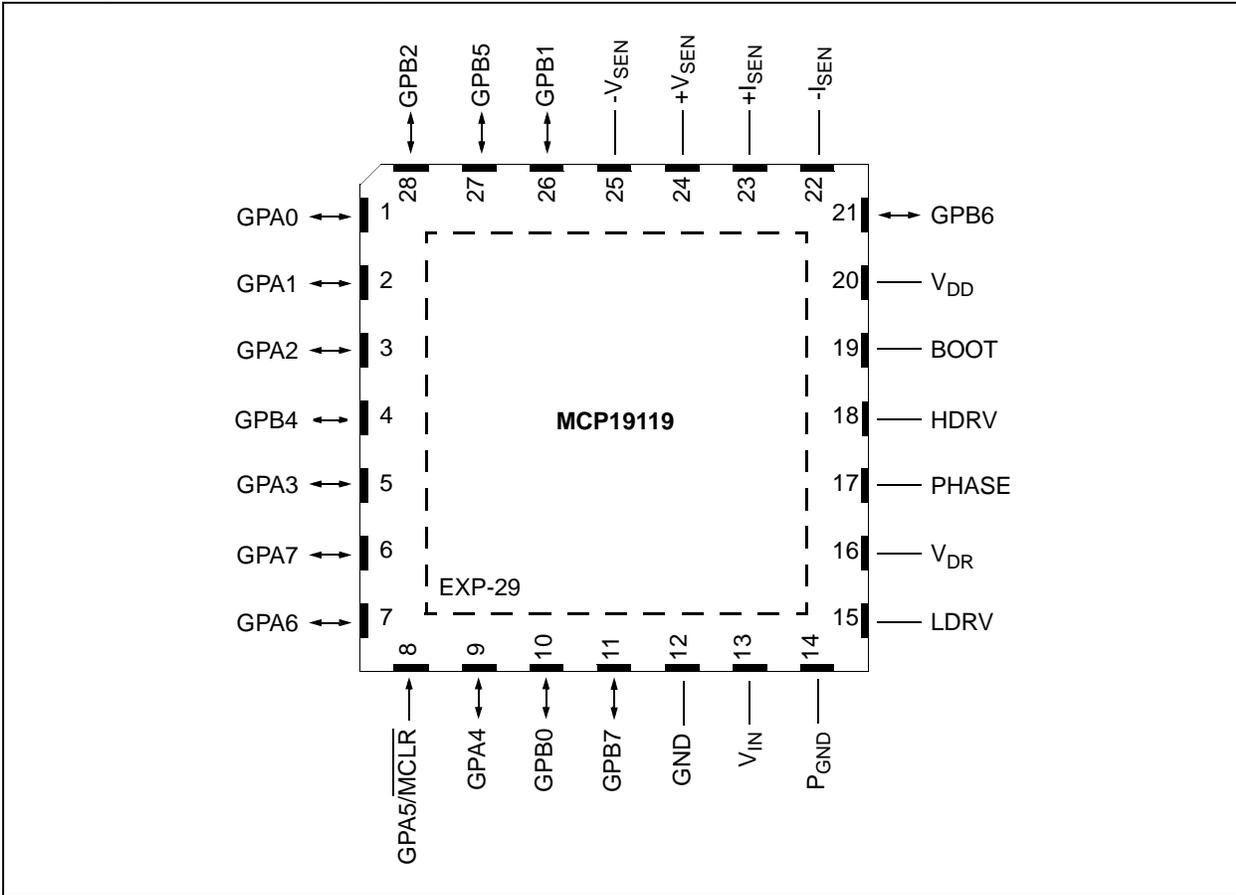 GPB2
GPB5
GPB1
-VSEN
+VSEN
+ISEN
-ISEN
28
27
26
25
24
23
22
GPA0
1
21
GPB6
GPA1
2
20
VDD
GPA2
3
19
BOOT
GPB4
4
MCP19119
18
HDRV
GPA3
5
17
PHASE
GPA7
6
16
VDR
EXP-29
GPA6
7
15
LDRV
8
9
10
11
12
13
14
GPA5/MCLR
GPA4
GPB0
GPB7
GND
VIN
PGND